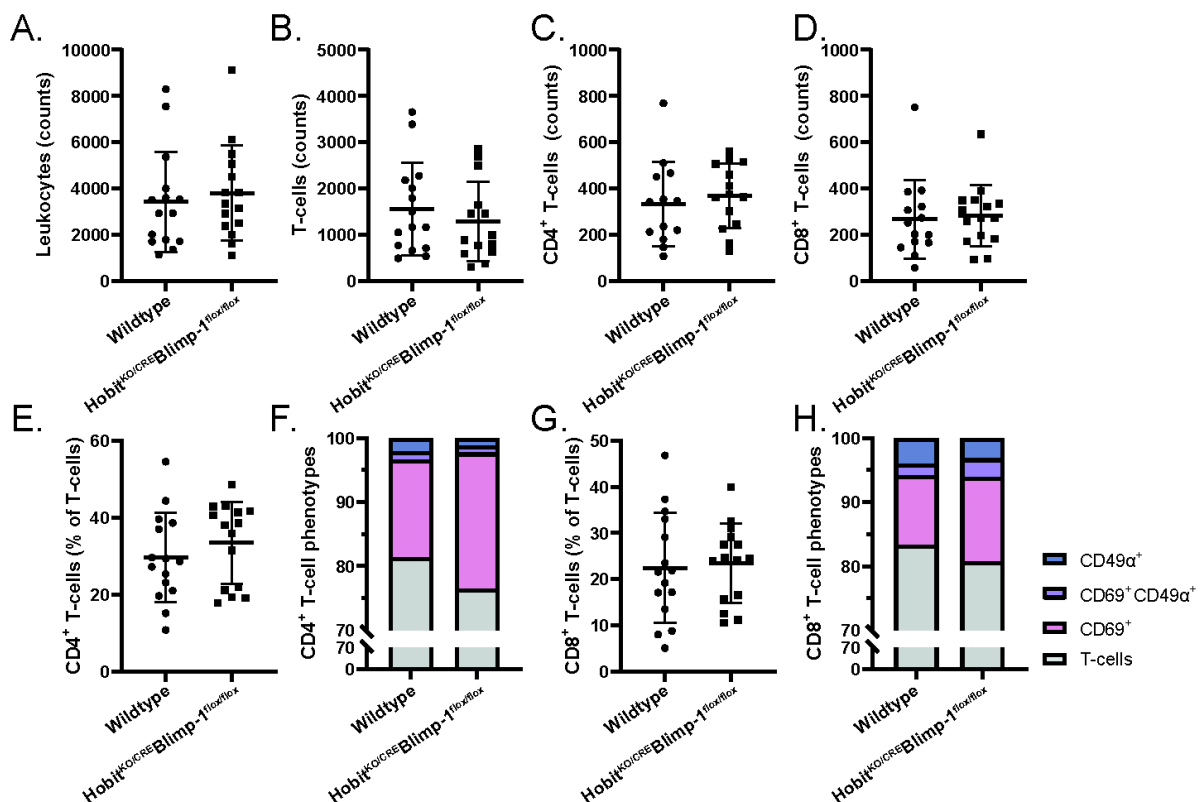 A.
Leukocytes (counts)
10000
8000
6000
4000
2000
0
Wildtype
Hobit^KO/CRE Blimp-1^flox/flox
B.
T-cells (counts)
5000
4000
3000
2000
1000
0
Wildtype
Hobit^KO/CRE Blimp-1^flox/flox
C.
CD4⁺ T-cells (counts)
1000
800
600
400
200
0
Wildtype
Hobit^KO/CRE Blimp-1^flox/flox
D.
CD8⁺ T-cells (counts)
1000
800
600
400
200
0
Wildtype
Hobit^KO/CRE Blimp-1^flox/flox
E.
CD4⁺ T-cells (% of T-cells)
60
40
20
0
Wildtype
Hobit^KO/CRE Blimp-1^flox/flox
F.
CD4⁺ T-cell phenotypes
100
90
80
70
70
0
Wildtype
Hobit^KO/CRE Blimp-1^flox/flox
G.
CD8⁺ T-cells (% of T-cells)
50
40
30
20
10
0
Wildtype
Hobit^KO/CRE Blimp-1^flox/flox
H.
CD8⁺ T-cell phenotypes
100
90
80
70
70
0
Wildtype
Hobit^KO/CRE Blimp-1^flox/flox
CD49α⁺
CD69⁺CD49α⁺
CD69⁺
T-cells